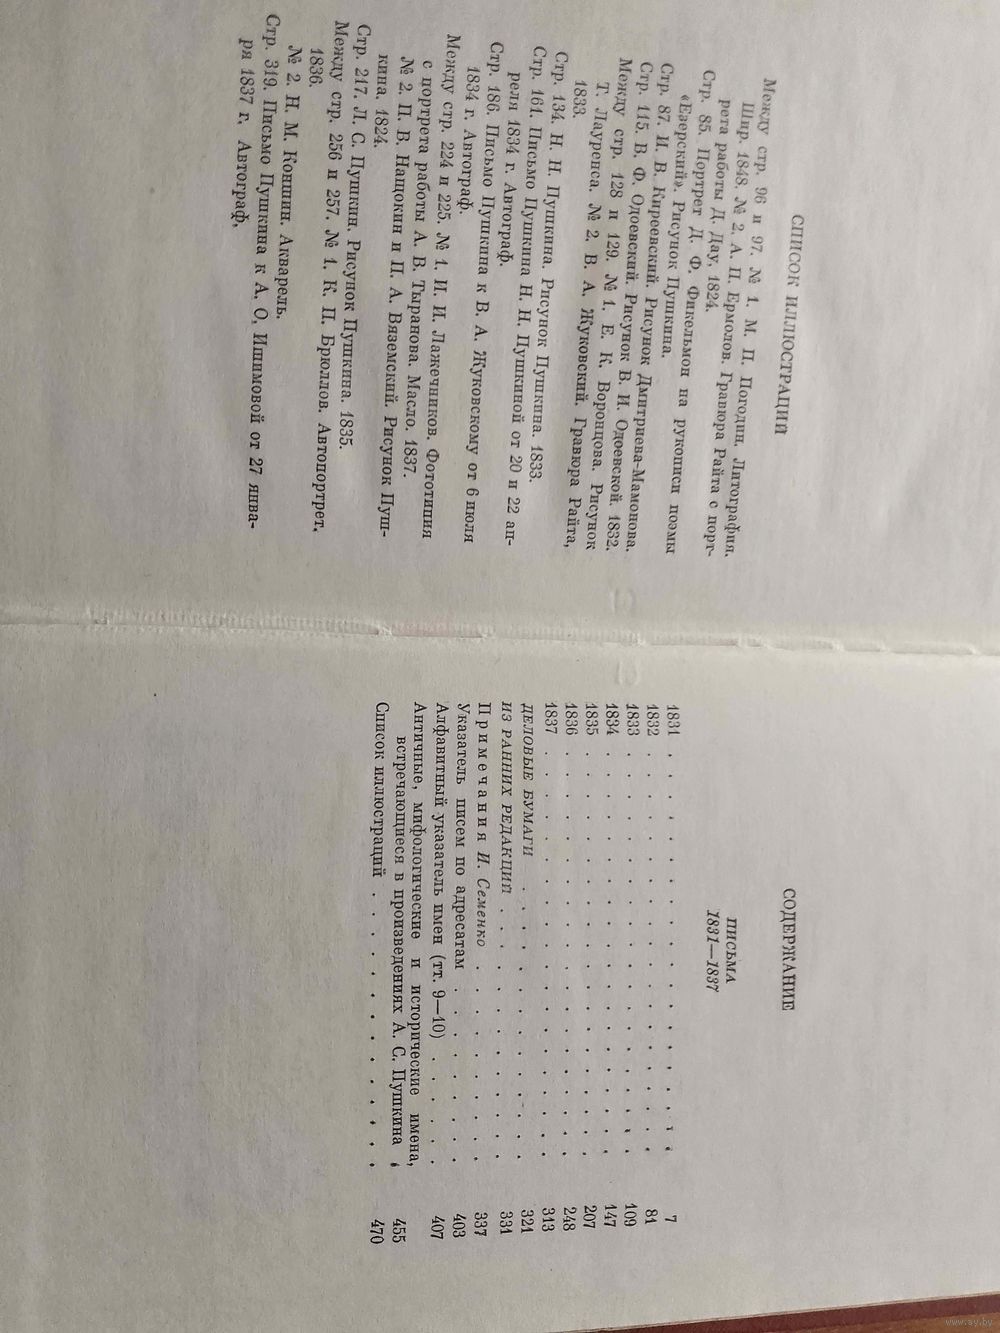 СПИСОК ИЛЛЮСТРАЦИЙ
Между стр. 96 и 97. № 1. М. П. Погодин. Литография.
Шир. 1848. № 2. А. П. Ермолов. Гравюра Райта с порт-
рета работы Д. Дау, 1824.
Стр. 85. Портрет Д. Ф. Фикельмон на рукописи поэмы
«Езерский». Рисунок Пушкина.
Стр. 87. И. В. Киреевский. Рисунок Дмитриева-Мамонова.
Стр. 115. В. Ф. Одоевский. Рисунок В. И. Одоевской. 1832.
Между стр. 128 и 129. № 1. Е. К. Воронцова. Рисунок
Т. Лауренса. № 2. В. А. Жуковский. Гравюра Райта,
1833.
Стр. 134. Н. Н. Пушкина. Рисунок Пушкина. 1833.
Стр. 161. Письмо Пушкина Н. Н. Пушкиной от 20 и 22 ап-
реля 1834 г. Автограф.
Стр. 186. Письмо Пушкина к В. А. Жуковскому от 6 июля
1834 г. Автограф.
Между стр. 224 и 225. № 1. И. И. Лажечников. Фототипия
с портрета работы А. В. Тыранова. Масло. 1837.
№ 2. П. В. Нащокин и П. А. Вяземский. Рисунок Пуш-
кина. 1824.
Стр. 217. Л. С. Пушкин. Рисунок Пушкина. 1835.
Между стр. 256 и 257. № 1. К. П. Брюллов. Автопортрет.
1836.
№ 2. Н. М. Коншин. Акварель.
Стр. 319. Письмо Пушкина к А. О. Ишимовой от 27 янва-
ря 1837 г. Автограф.
СОДЕРЖАНИЕ
ПИСЬМА
1831—1837
1831 . . . . . . . . . . . . . . . . . . . 7
1832 . . . . . . . . . . . . . . . . . . . 81
1833 . . . . . . . . . . . . . . . . . . . 109
1834 . . . . . . . . . . . . . . . . . . . 147
1835 . . . . . . . . . . . . . . . . . . . 207
1836 . . . . . . . . . . . . . . . . . . . 248
1837 . . . . . . . . . . . . . . . . . . . 313
ДЕЛОВЫЕ БУМАГИ . . . . . . . . . . . . . 321
ИЗ РАННИХ РЕДАКЦИЙ . . . . . . . . . . . . 331
Примечания И. Семенко . . . . . . . . . . 337
Указатель писем по адресатам . . . . . . . . . 403
Алфавитный указатель имен (тт. 9—10) . . . . . 407
Античные, мифологические и исторические имена,
встречающиеся в произведениях А. С. Пушкина . 455
Список иллюстраций . . . . . . . . . . . . . 470
www.ay.by